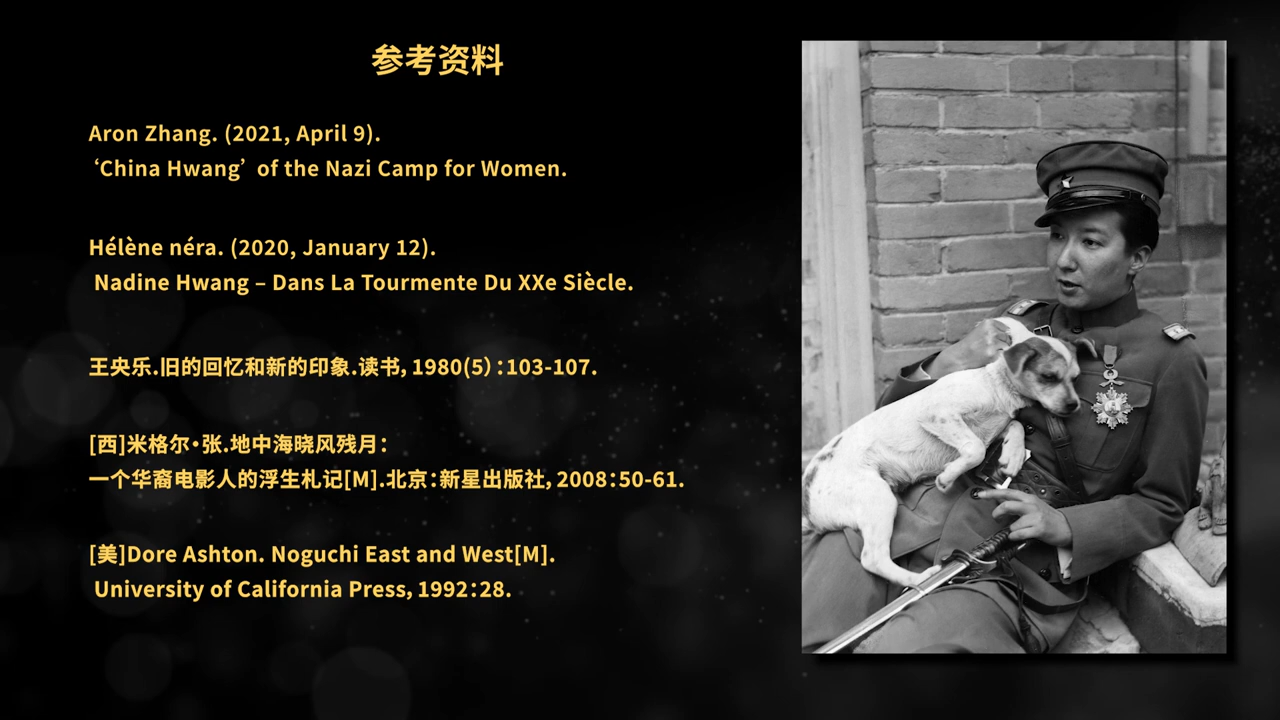 参考资料
Aron Zhang. (2021, April 9).
‘China Hwang’ of the Nazi Camp for Women.
Hélène néra. (2020, January 12).
Nadine Hwang – Dans La Tourmente Du XXe Siècle.
王央乐.旧的回忆和新的印象.读书，1980(5）：103-107.
[西]米格尔·张.地中海晓风残月：
一个华裔电影人的浮生札记[M].北京：新星出版社，2008：50-61.
[美]Dore Ashton. Noguchi East and West[M].
University of California Press，1992：28.